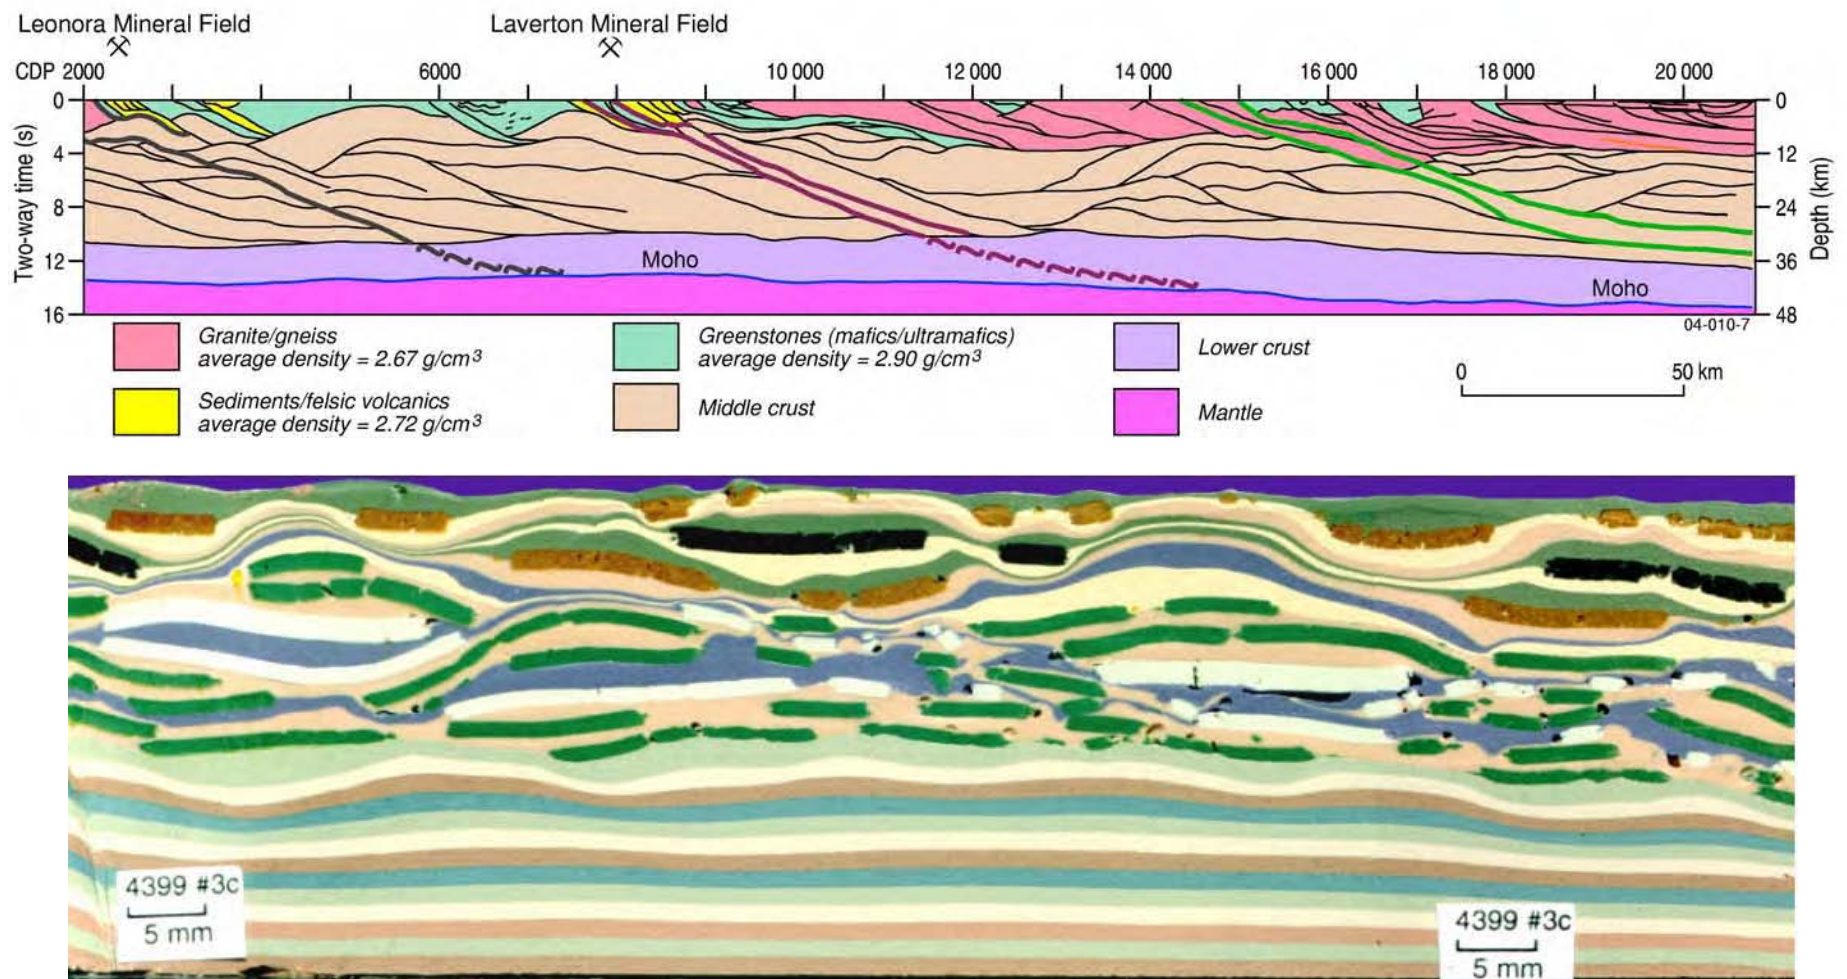 Leonora Mineral Field
Laverton Mineral Field
CDP 2000 6000 10 000 12 000 14 000 16 000 18 000 20 000
0 0
4 12
8 24
12 36
16 48
Two-way time (s)
Depth (km)
Moho
Moho
04-010-7
Granite/gneiss
average density = 2.67 g/cm³
Sediments/felsic volcanics
average density = 2.72 g/cm³
Greenstones (mafics/ultramafics)
average density = 2.90 g/cm³
Middle crust
Lower crust
Mantle
0 50 km
4399 #3c
5 mm
4399 #3c
5 mm